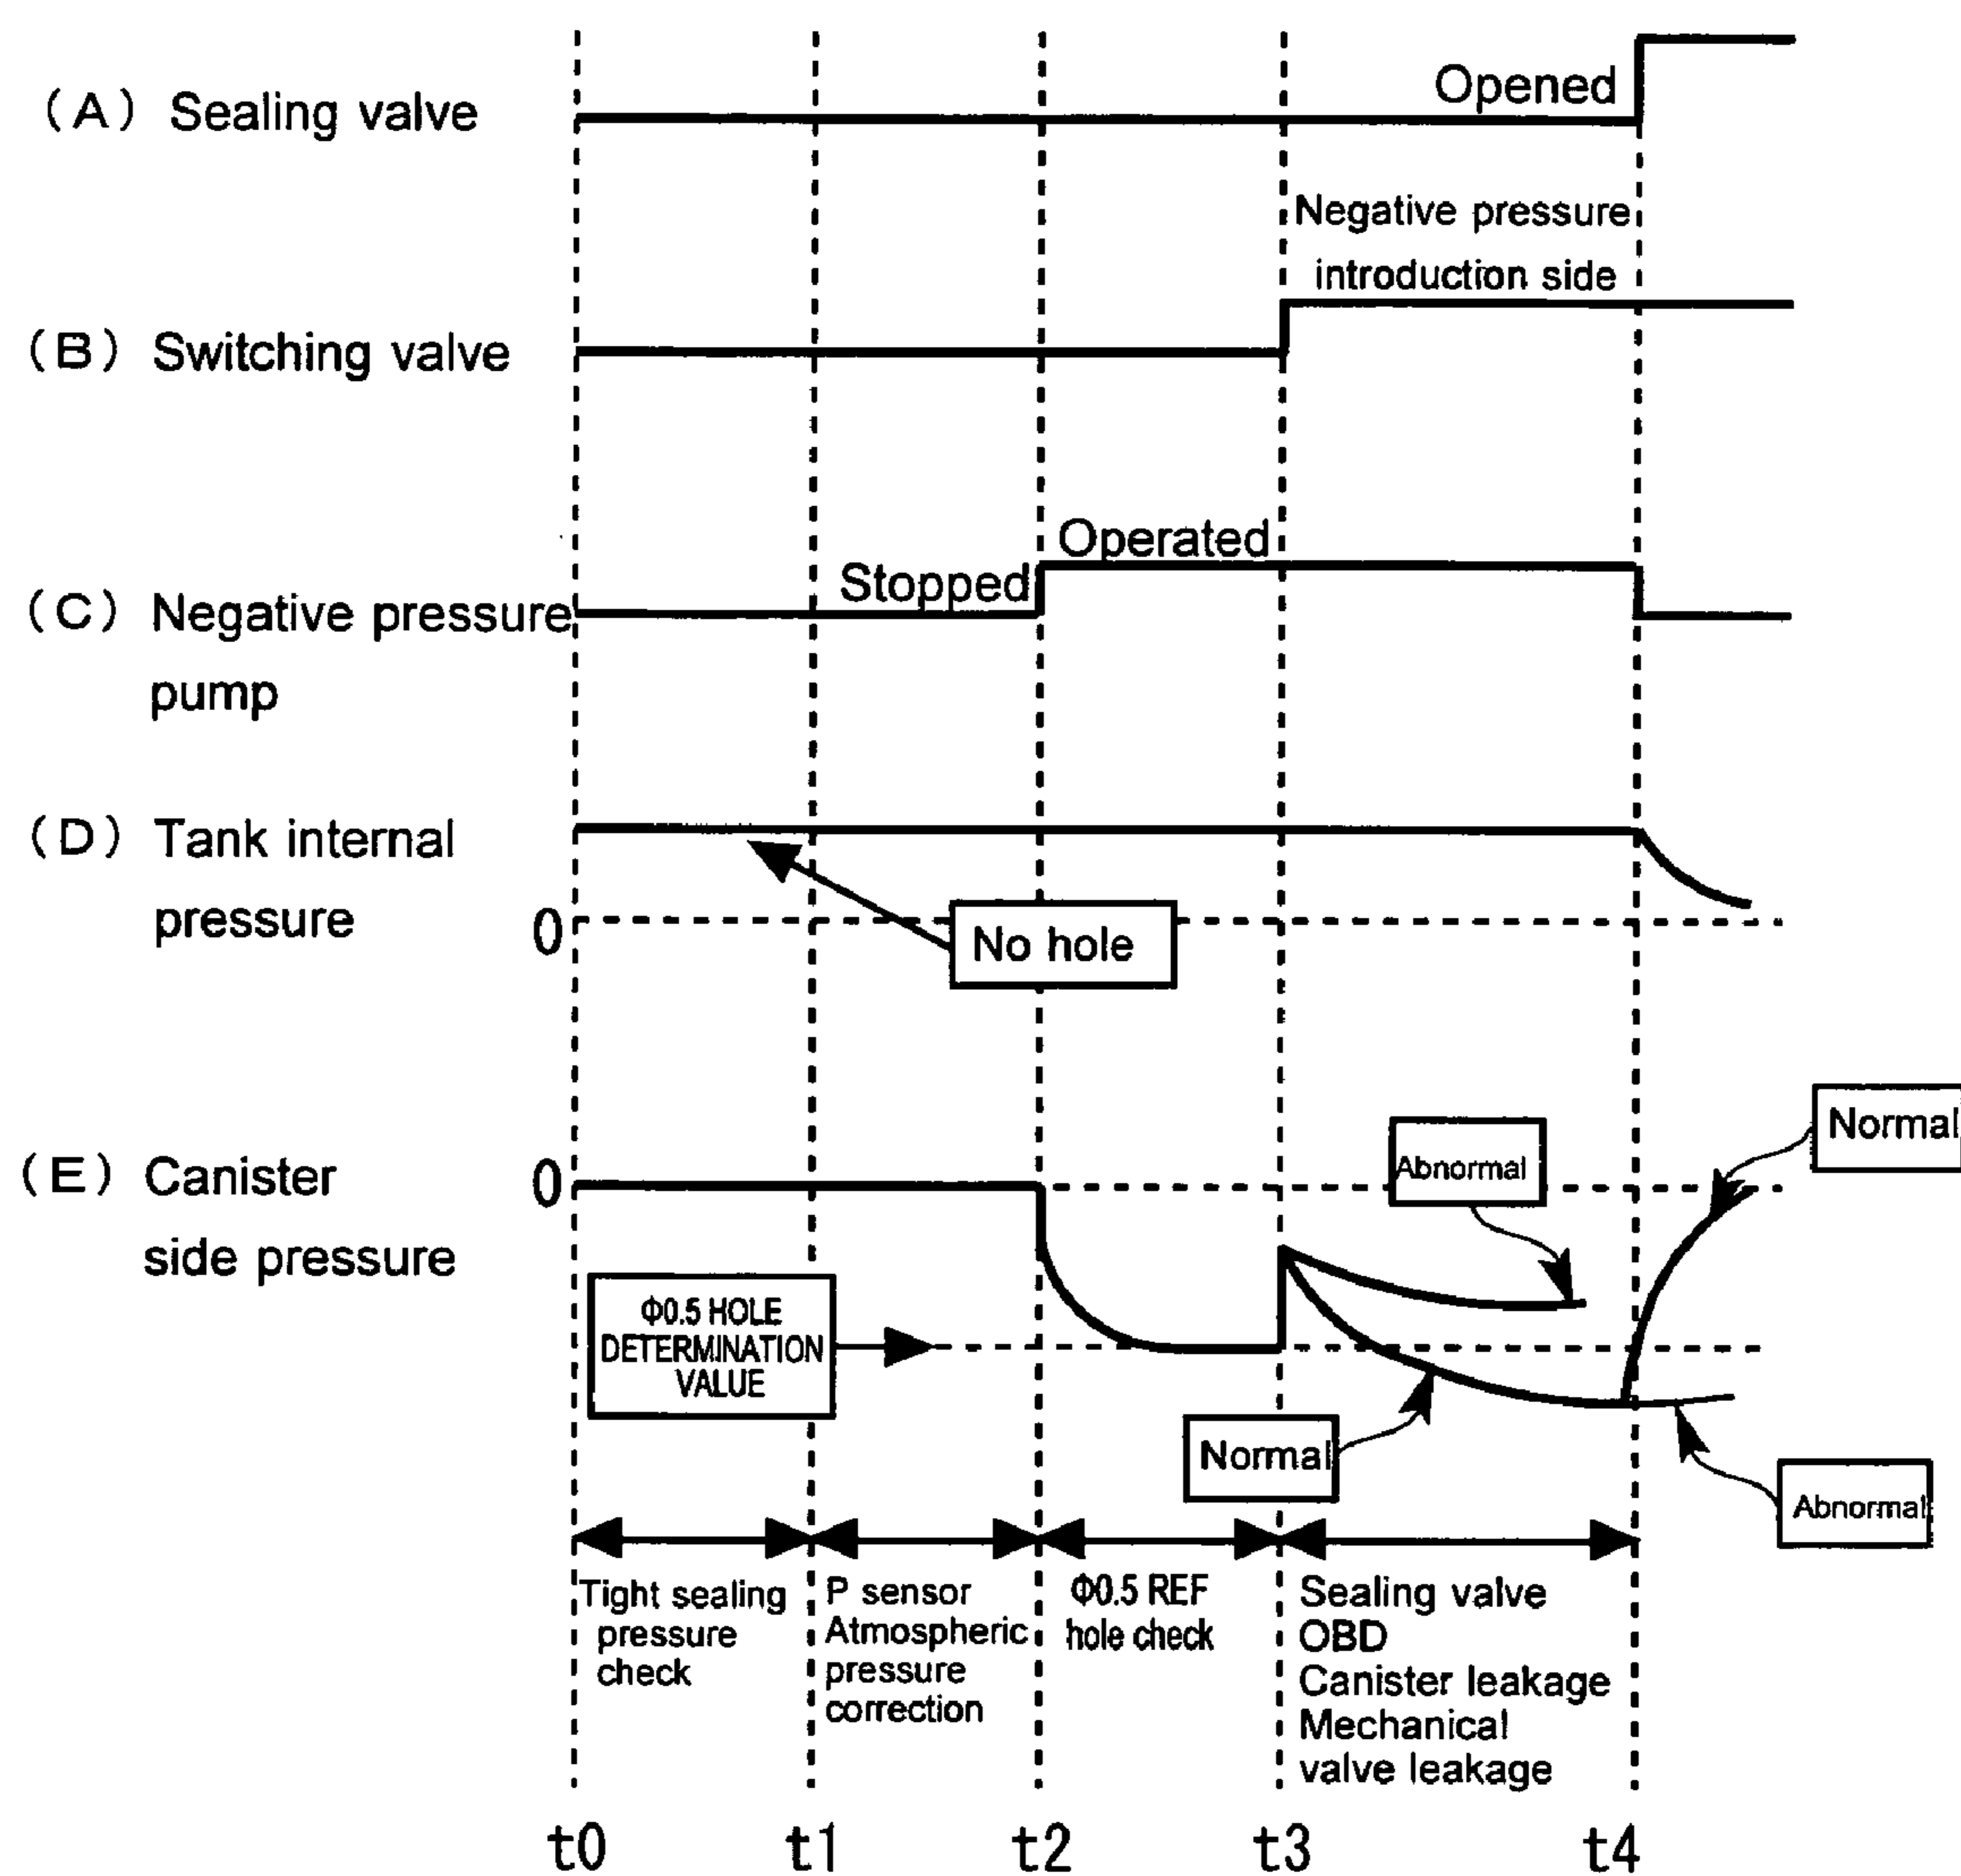 (A) Sealing valve
Opened
Negative pressure
introduction side
(B) Switching valve
Operated
Stopped
(C) Negative pressure
pump
(D) Tank internal
pressure
0
No hole
(E) Canister
side pressure
0
Abnormal
Normal
Φ0.5 HOLE
DETERMINATION
VALUE
Normal
Abnormal
Tight sealing
pressure
check
P sensor
Atmospheric
pressure
correction
Φ0.5 REF
hole check
Sealing valve
OBD
Canister leakage
Mechanical
valve leakage
t0 t1 t2 t3 t4